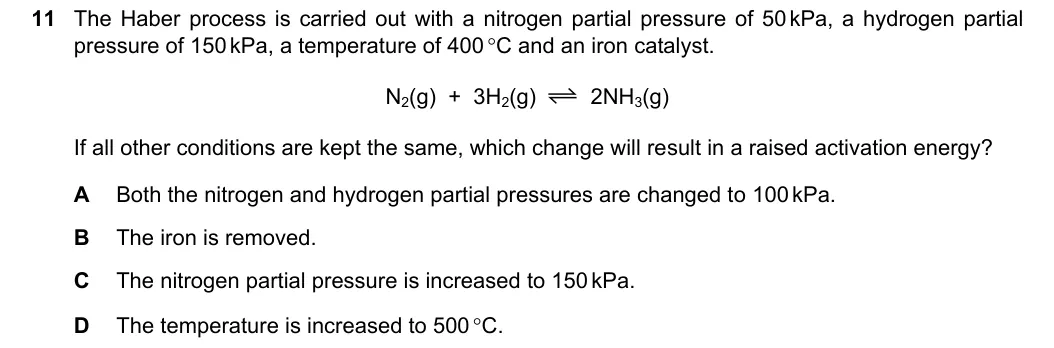 11 The Haber process is carried out with a nitrogen partial pressure of 50 kPa, a hydrogen partial
pressure of 150 kPa, a temperature of 400 °C and an iron catalyst.
N₂(g) + 3H₂(g) ⇌ 2NH₃(g)
If all other conditions are kept the same, which change will result in a raised activation energy?
A Both the nitrogen and hydrogen partial pressures are changed to 100 kPa.
B The iron is removed.
C The nitrogen partial pressure is increased to 150 kPa.
D The temperature is increased to 500 °C.